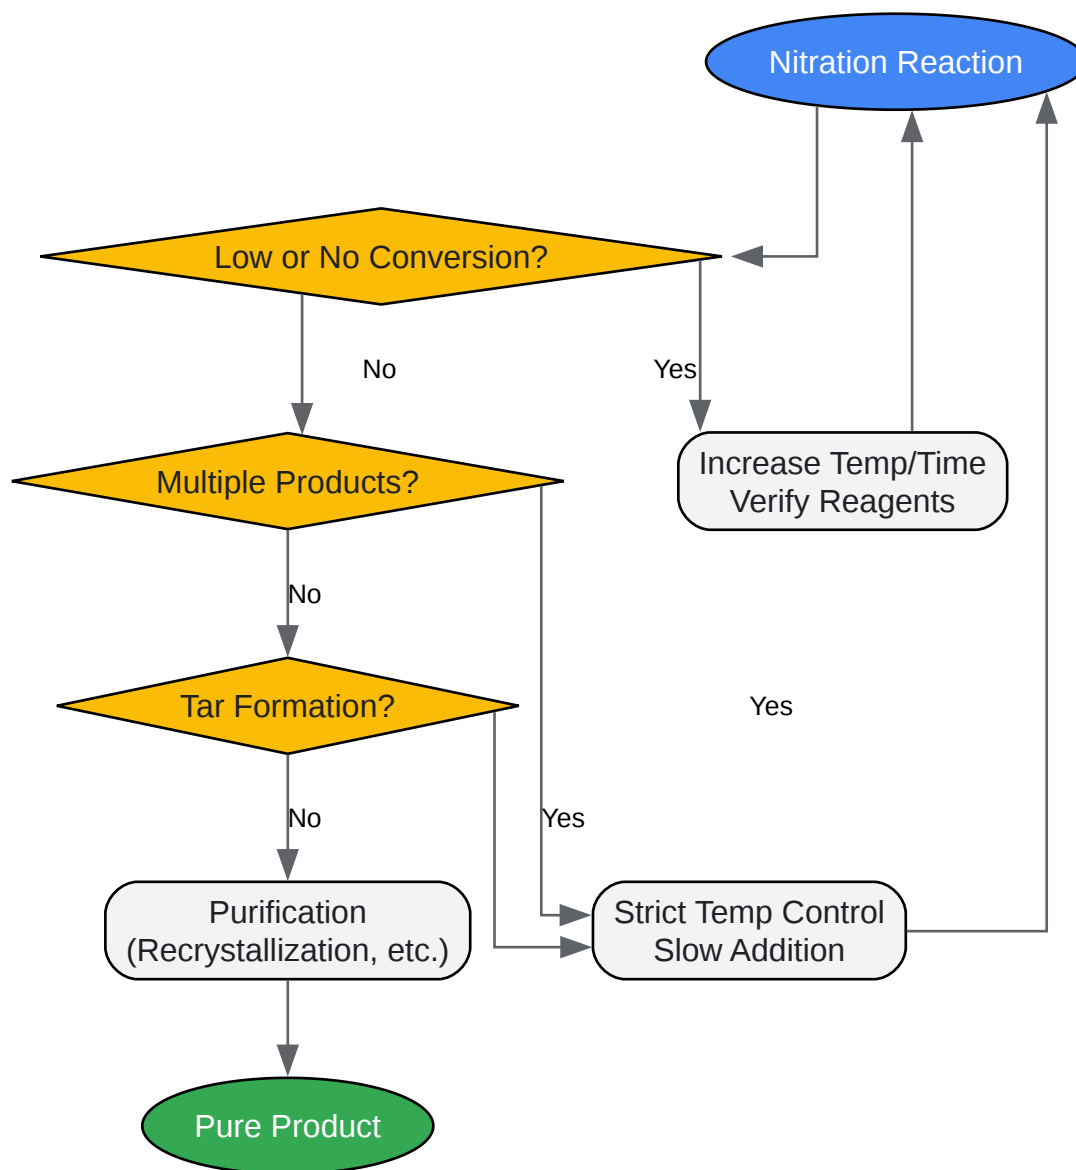 Nitration Reaction
Low or No Conversion?
No
Yes
Increase Temp/Time
Verify Reagents
Multiple Products?
No
Tar Formation?
Yes
No
Yes
Purification
(Recrystallization, etc.)
Strict Temp Control
Slow Addition
Pure Product